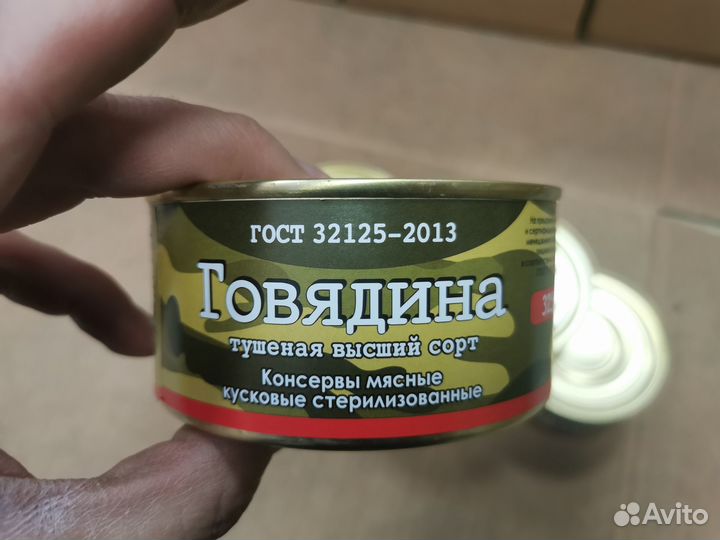 ГОСТ 32125-2013
Говядина
тушеная высший сорт
Консервы мясные
кусковые стерилизованные
Avito